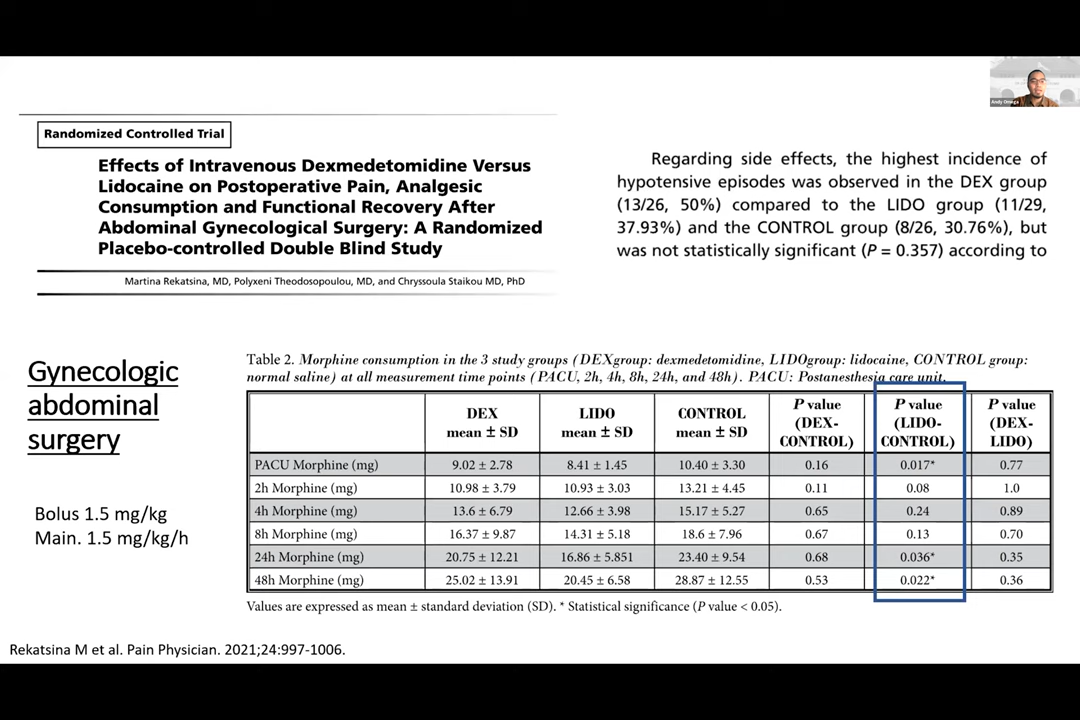 Andy Omega
Randomized Controlled Trial
Effects of Intravenous Dexmedetomidine Versus
Lidocaine on Postoperative Pain, Analgesic
Consumption and Functional Recovery After
Abdominal Gynecological Surgery: A Randomized
Placebo-controlled Double Blind Study
Martina Rekatsina, MD, Polyxeni Theodosopoulou, MD, and Chryssoula Staikou MD, PhD
Regarding side effects, the highest incidence of
hypotensive episodes was observed in the DEX group
(13/26, 50%) compared to the LIDO group (11/29,
37.93%) and the CONTROL group (8/26, 30.76%), but
was not statistically significant (P = 0.357) according to
Gynecologic
abdominal
surgery
Bolus 1.5 mg/kg
Main. 1.5 mg/kg/h
Table 2. Morphine consumption in the 3 study groups (DEXgroup: dexmedetomidine, LIDOgroup: lidocaine, CONTROL group:
normal saline) at all measurement time points (PACU, 2h, 4h, 8h, 24h, and 48h). PACU: Postanesthesia care unit.
DEX mean ± SD LIDO mean ± SD CONTROL mean ± SD P value (DEX-CONTROL) P value (LIDO-CONTROL) P value (DEX-LIDO)
PACU Morphine (mg) 9.02 ± 2.78 8.41 ± 1.45 10.40 ± 3.30 0.16 0.017* 0.77
2h Morphine (mg) 10.98 ± 3.79 10.93 ± 3.03 13.21 ± 4.45 0.11 0.08 1.0
4h Morphine (mg) 13.6 ± 6.79 12.66 ± 3.98 15.17 ± 5.27 0.65 0.24 0.89
8h Morphine (mg) 16.37 ± 9.87 14.31 ± 5.18 18.6 ± 7.96 0.67 0.13 0.70
24h Morphine (mg) 20.75 ± 12.21 16.86 ± 5.851 23.40 ± 9.54 0.68 0.036* 0.35
48h Morphine (mg) 25.02 ± 13.91 20.45 ± 6.58 28.87 ± 12.55 0.53 0.022* 0.36
Values are expressed as mean ± standard deviation (SD). * Statistical significance (P value < 0.05).
Rekatsina M et al. Pain Physician. 2021;24:997-1006.